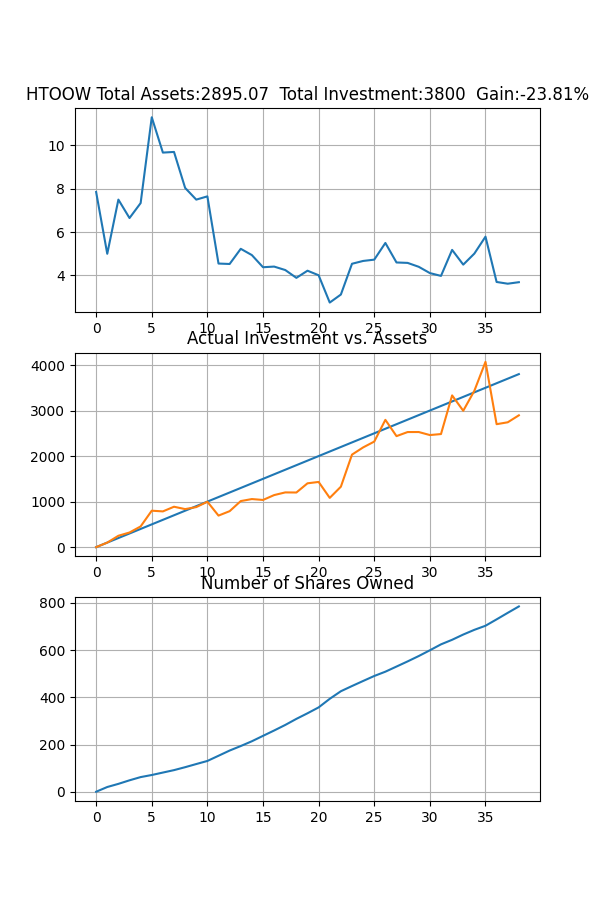 HTOOW Total Assets:2895.07  Total Investment:3800  Gain:-23.81%
10
8
6
4
0 5 10 15 20 25 30 35
Actual Investment vs. Assets
4000
3000
2000
1000
0
0 5 10 15 20 25 30 35
Number of Shares Owned
800
600
400
200
0
0 5 10 15 20 25 30 35